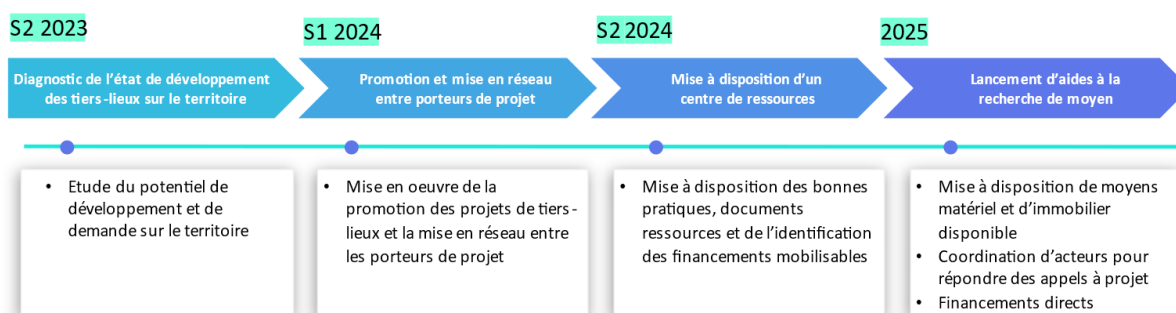 S2 2023
S1 2024
S2 2024
2025
Diagnostic de l'état de développement
des tiers-lieux sur le territoire
Promotion et mise en réseau
entre porteurs de projet
Mise à disposition d'un
centre de ressources
Lancement d'aides à la
recherche de moyen
• Etude du potentiel de
développement et de
demande sur le territoire
• Mise en oeuvre de la
promotion des projets de tiers-
lieux et la mise en réseau entre
les porteurs de projet
• Mise à disposition des bonnes
pratiques, documents
ressources et de l'identification
des financements mobilisables
• Mise à disposition de moyens
matériel et d'immobilier
disponible
• Coordination d'acteurs pour
répondre des appels à projet
• Financements directs